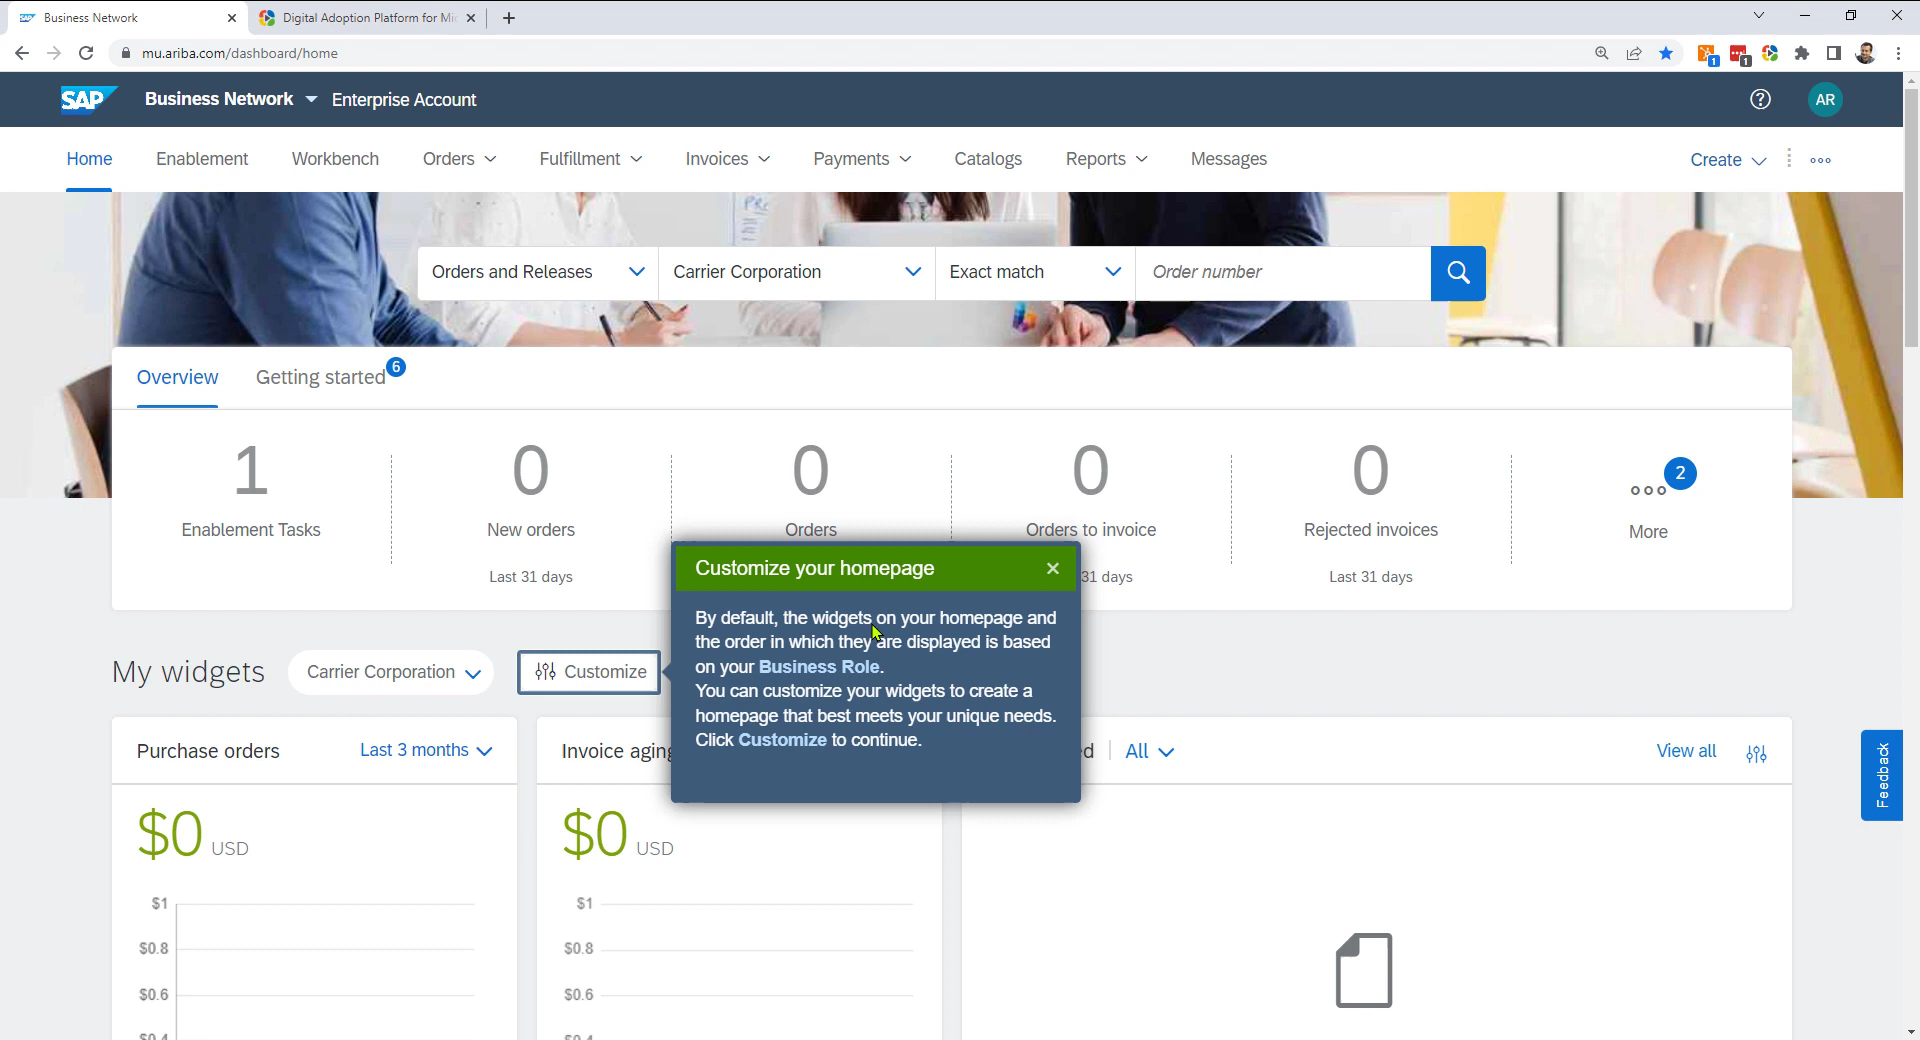 Business Network
Digital Adoption Platform for Mic
mu.ariba.com/dashboard/home
1
1
SAP
Business Network
Enterprise Account
AR
Home
Enablement
Workbench
Orders
Fulfillment
Invoices
Payments
Catalogs
Reports
Messages
Create
Orders and Releases
Carrier Corporation
Exact match
Order number
Overview
Getting started
6
1
Enablement Tasks
0
New orders
Last 31 days
0
Orders
0
Orders to invoice
31 days
0
Rejected invoices
Last 31 days
2
More
Customize your homepage
By default, the widgets on your homepage and
the order in which they are displayed is based
on your Business Role.
You can customize your widgets to create a
homepage that best meets your unique needs.
Click Customize to continue.
My widgets
Carrier Corporation
Customize
Purchase orders
Last 3 months
$0 USD
$1
$0.8
$0.6
$0.4
Invoice aging
$0 USD
$1
$0.8
$0.6
$0.4
d
All
View all
Feedback